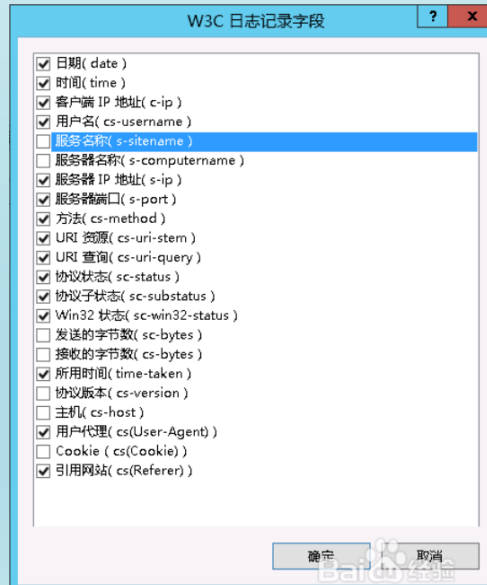 W3C 日志记录字段
? x
日期( date )
时间( time )
客户端 IP 地址( c-ip )
用户名( cs-username )
服务名称( s-sitename )
服务器名称( s-computername )
服务器 IP 地址( s-ip )
服务器端口( s-port )
方法( cs-method )
URI 资源( cs-uri-stem )
URI 查询( cs-uri-query )
协议状态( sc-status )
协议子状态( sc-substatus )
Win32 状态( sc-win32-status )
发送的字节数( sc-bytes )
接收的字节数( cs-bytes )
所用时间( time-taken )
协议版本( cs-version )
主机( cs-host )
用户代理( cs(User-Agent) )
Cookie ( cs(Cookie) )
引用网站( cs(Referer) )
确定 取消
Baidu 经验